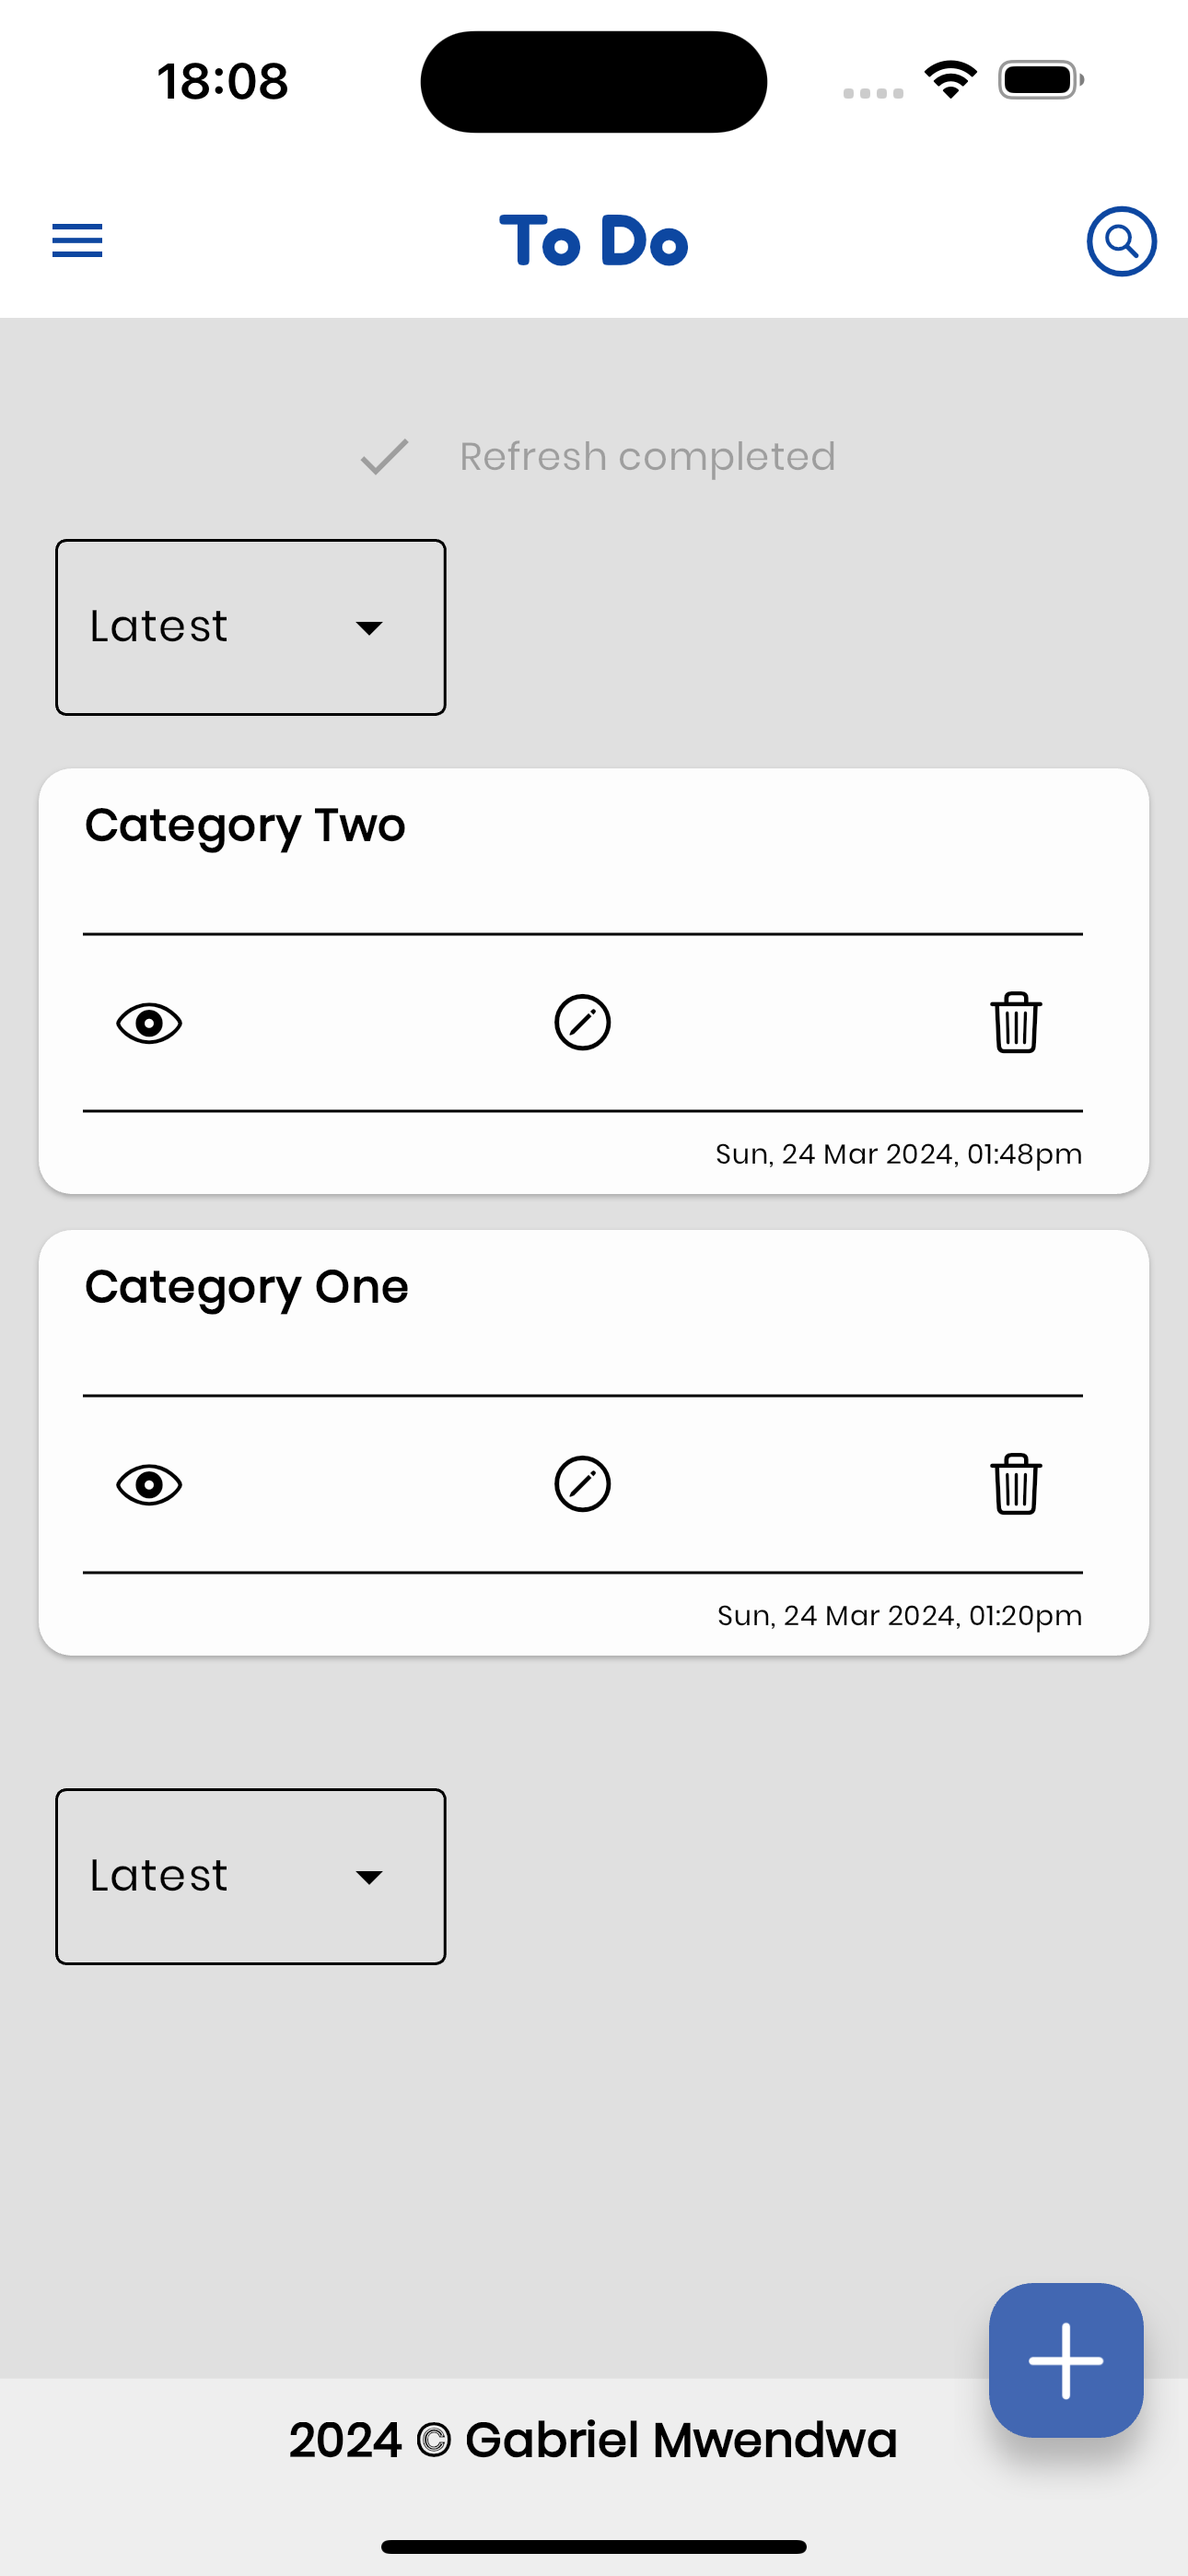 18:08
To Do
Refresh completed
Latest
Category Two
Sun, 24 Mar 2024, 01:48pm
Category One
Sun, 24 Mar 2024, 01:20pm
Latest
2024 © Gabriel Mwendwa